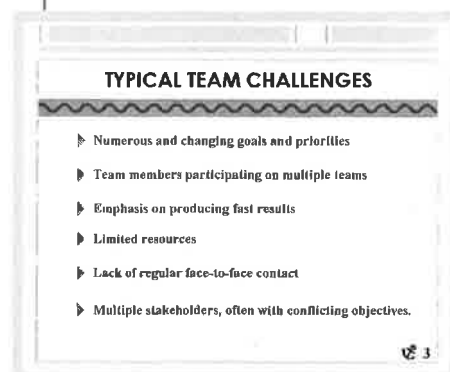 TYPICAL TEAM CHALLENGES
Numerous and changing goals and priorities
Team members participating on multiple teams
Emphasis on producing fast results
Limited resources
Lack of regular face-to-face contact
Multiple stakeholders, often with conflicting objectives.
3